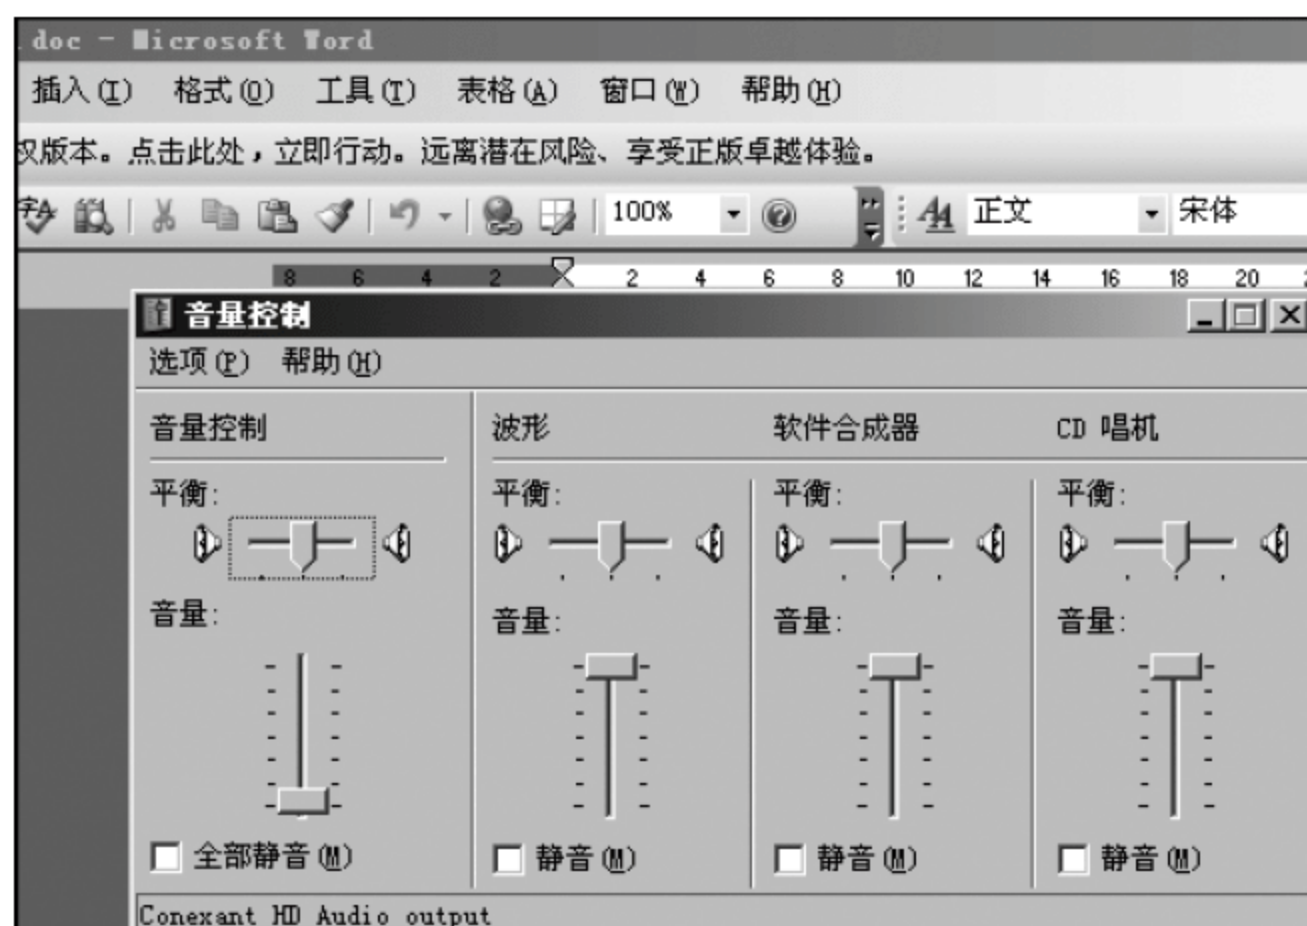 .doc - Microsoft Word
插入(I) 格式(O) 工具(T) 表格(A) 窗口(W) 帮助(H)
权版本。点击此处，立即行动。远离潜在风险、享受正版卓越体验。
100% 正文 宋体
8 6 4 2 2 4 6 8 10 12 14 16 18 20
音量控制
选项(P) 帮助(H)
音量控制 波形 软件合成器 CD 唱机
平衡: 平衡: 平衡: 平衡:
音量: 音量: 音量: 音量:
全部静音(M) 静音(M) 静音(M) 静音(M)
Conexant HD Audio output